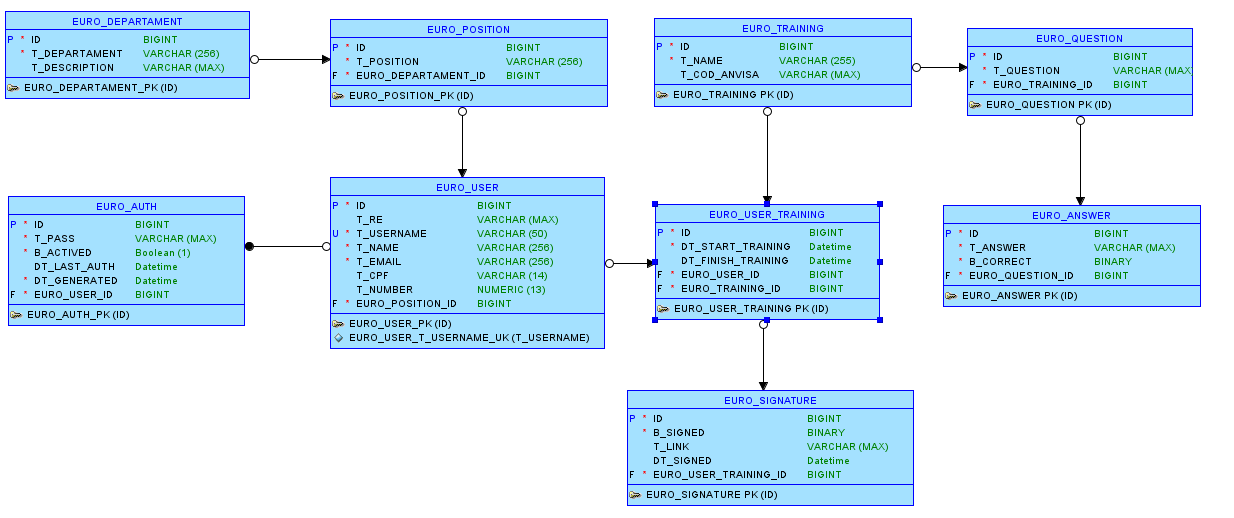 EURO_DEPARTAMENT
P * ID BIGINT
* T_DEPARTAMENT VARCHAR (256)
T_DESCRIPTION VARCHAR (MAX)
EURO_DEPARTAMENT_PK (ID)
EURO_POSITION
P * ID BIGINT
* T_POSITION VARCHAR (256)
F * EURO_DEPARTAMENT_ID BIGINT
EURO_POSITION_PK (ID)
EURO_TRAINING
P * ID BIGINT
* T_NAME VARCHAR (255)
T_COD_ANVISA VARCHAR (MAX)
EURO_TRAINING PK (ID)
EURO_QUESTION
P * ID BIGINT
* T_QUESTION VARCHAR (MAX)
F * EURO_TRAINING_ID BIGINT
EURO_QUESTION PK (ID)
EURO_AUTH
P * ID BIGINT
* T_PASS VARCHAR (MAX)
* B_ACTIVED Boolean (1)
DT_LAST_AUTH Datetime
* DT_GENERATED Datetime
F * EURO_USER_ID BIGINT
EURO_AUTH_PK (ID)
EURO_USER
P * ID BIGINT
T_RE VARCHAR (MAX)
U * T_USERNAME VARCHAR (50)
* T_NAME VARCHAR (256)
* T_EMAIL VARCHAR (256)
T_CPF VARCHAR (14)
T_NUMBER NUMERIC (13)
F * EURO_POSITION_ID BIGINT
EURO_USER_PK (ID)
EURO_USER_T_USERNAME_UK (T_USERNAME)
EURO_USER_TRAINING
P * ID BIGINT
* DT_START_TRAINING Datetime
DT_FINISH_TRAINING Datetime
F * EURO_USER_ID BIGINT
F * EURO_TRAINING_ID BIGINT
EURO_USER_TRAINING PK (ID)
EURO_ANSWER
P * ID BIGINT
* T_ANSWER VARCHAR (MAX)
* B_CORRECT BINARY
F * EURO_QUESTION_ID BIGINT
EURO_ANSWER PK (ID)
EURO_SIGNATURE
P * ID BIGINT
* B_SIGNED BINARY
T_LINK VARCHAR (MAX)
DT_SIGNED Datetime
F * EURO_USER_TRAINING_ID BIGINT
EURO_SIGNATURE PK (ID)